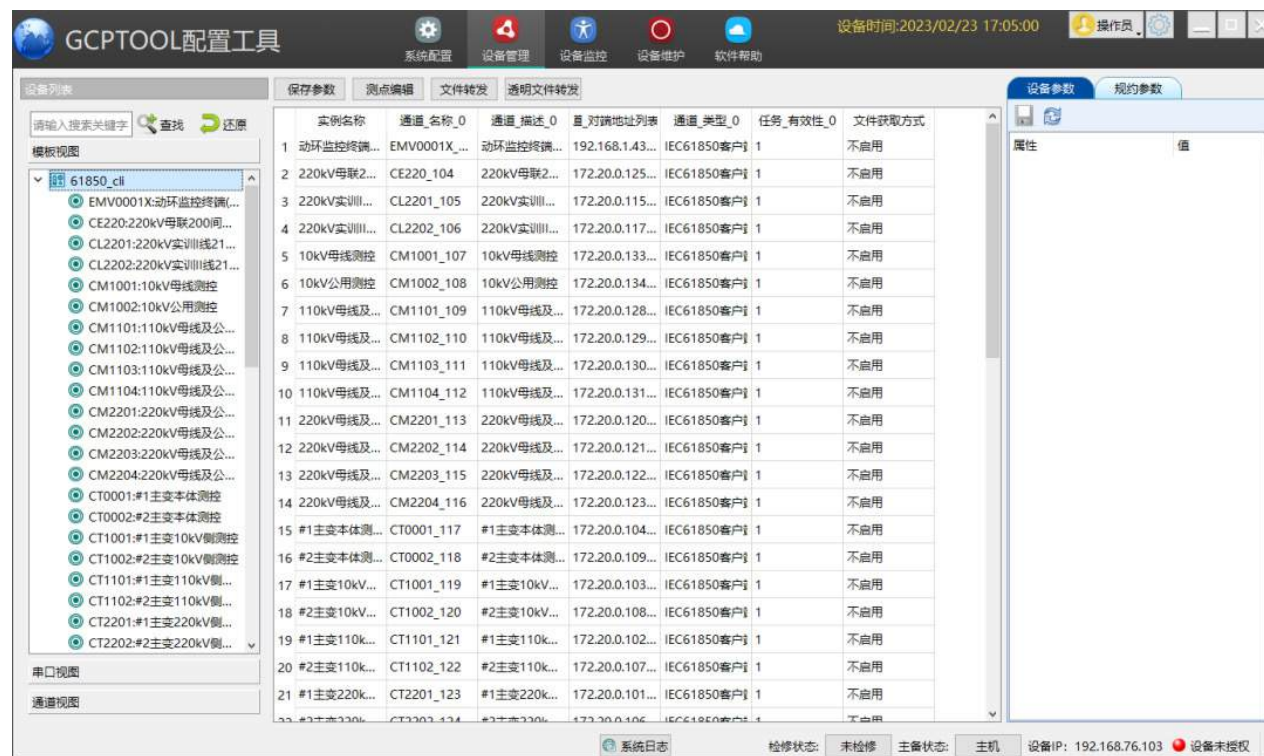 GCPTOOL配置工具
系统配置 设备管理 设备监控 设备维护 软件帮助
设备时间:2023/02/23 17:05:00
操作员
设备列表
请输入搜索关键字 查找 还原
模板视图
61850_cli
EMV0001X:动环监控终端(...
CE220:220kV母联200间...
CL2201:220kV实训I线21...
CL2202:220kV实训II线21...
CM1001:10kV母线测控
CM1002:10kV公用测控
CM1101:110kV母线及公...
CM1102:110kV母线及公...
CM1103:110kV母线及公...
CM1104:110kV母线及公...
CM2201:220kV母线及公...
CM2202:220kV母线及公...
CM2203:220kV母线及公...
CM2204:220kV母线及公...
CT0001:#1主变本体测控
CT0002:#2主变本体测控
CT1001:#1主变10kV侧测控
CT1002:#2主变10kV侧测控
CT1101:#1主变110kV侧...
CT1102:#2主变110kV侧...
CT2201:#1主变220kV侧...
CT2202:#2主变220kV侧...
串口视图
通道视图
保存参数 测点编辑 文件转发 透明文件转发
实例名称 通道_名称_0 通道_描述_0 直_对端地址列表 通道_类型_0 任务_有效性_0 文件获取方式
1 动环监控终端... EMV0001X_... 动环监控终端... 192.168.1.43... IEC61850客户 1 不启用
2 220kV母联2... CE220_104 220kV母联2... 172.20.0.125... IEC61850客户 1 不启用
3 220kV实训I... CL2201_105 220kV实训I... 172.20.0.115... IEC61850客户 1 不启用
4 220kV实训II... CL2202_106 220kV实训II... 172.20.0.117... IEC61850客户 1 不启用
5 10kV母线测控 CM1001_107 10kV母线测控 172.20.0.133... IEC61850客户 1 不启用
6 10kV公用测控 CM1002_108 10kV公用测控 172.20.0.134... IEC61850客户 1 不启用
7 110kV母线及... CM1101_109 110kV母线及... 172.20.0.128... IEC61850客户 1 不启用
8 110kV母线及... CM1102_110 110kV母线及... 172.20.0.129... IEC61850客户 1 不启用
9 110kV母线及... CM1103_111 110kV母线及... 172.20.0.130... IEC61850客户 1 不启用
10 110kV母线及... CM1104_112 110kV母线及... 172.20.0.131... IEC61850客户 1 不启用
11 220kV母线及... CM2201_113 220kV母线及... 172.20.0.120... IEC61850客户 1 不启用
12 220kV母线及... CM2202_114 220kV母线及... 172.20.0.121... IEC61850客户 1 不启用
13 220kV母线及... CM2203_115 220kV母线及... 172.20.0.122... IEC61850客户 1 不启用
14 220kV母线及... CM2204_116 220kV母线及... 172.20.0.123... IEC61850客户 1 不启用
15 #1主变本体测... CT0001_117 #1主变本体测... 172.20.0.104... IEC61850客户 1 不启用
16 #2主变本体测... CT0002_118 #2主变本体测... 172.20.0.109... IEC61850客户 1 不启用
17 #1主变10kV... CT1001_119 #1主变10kV... 172.20.0.103... IEC61850客户 1 不启用
18 #2主变10kV... CT1002_120 #2主变10kV... 172.20.0.108... IEC61850客户 1 不启用
19 #1主变110k... CT1101_121 #1主变110k... 172.20.0.102... IEC61850客户 1 不启用
20 #2主变110k... CT1102_122 #2主变110k... 172.20.0.107... IEC61850客户 1 不启用
21 #1主变220k... CT2201_123 #1主变220k... 172.20.0.101... IEC61850客户 1 不启用
设备参数 规约参数
属性 值
系统日志 检修状态: 未检修 主备状态: 主机 设备IP: 192.168.76.103 设备未授权